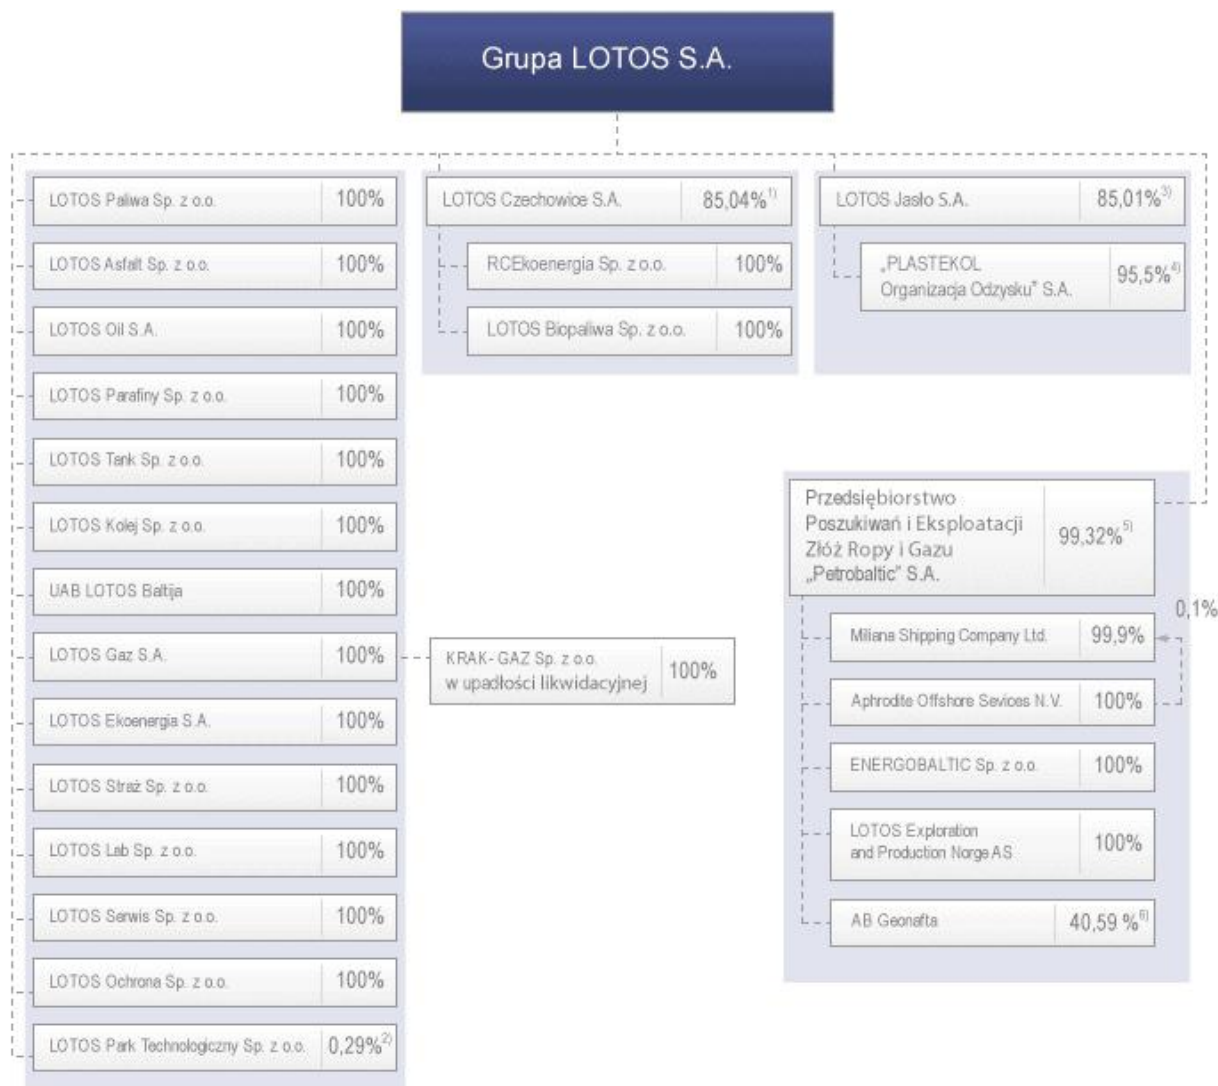 Grupa LOTOS S.A.
LOTOS Paliwa Sp. z o.o. 100%
LOTOS Asfalt Sp. z o.o. 100%
LOTOS Oil S.A. 100%
LOTOS Parafiny Sp. z o.o. 100%
LOTOS Tank Sp. z o.o. 100%
LOTOS Kolej Sp. z o.o. 100%
UAB LOTOS Baltija 100%
LOTOS Gaz S.A. 100%
LOTOS Ekoenergia S.A. 100%
LOTOS Straż Sp. z o.o. 100%
LOTOS Lab Sp. z o.o. 100%
LOTOS Serwis Sp. z o.o. 100%
LOTOS Ochrona Sp. z o.o. 100%
LOTOS Park Technologiczny Sp. z o.o. 0,29%2)
KRAK- GAZ Sp. z o.o.
w upadłości likwidacyjnej 100%
LOTOS Czechowice S.A. 85,04%1)
RCEkoenergia Sp. z o.o. 100%
LOTOS Biopaliwa Sp. z o.o. 100%
LOTOS Jasło S.A. 85,01%3)
„PLASTEKOL
Organizacja Odzysku” S.A. 95,5%4)
Przedsiębiorstwo
Poszukiwań i Eksploatacji
Złóż Ropy i Gazu
„Petrobaltic” S.A. 99,32%5)
0,1%
Miliana Shipping Company Ltd. 99,9%
Aphrodite Offshore Sevices N.V. 100%
ENERGOBALTIC Sp. z o.o. 100%
LOTOS Exploration
and Production Norge AS 100%
AB Geonafta 40,59 %6)